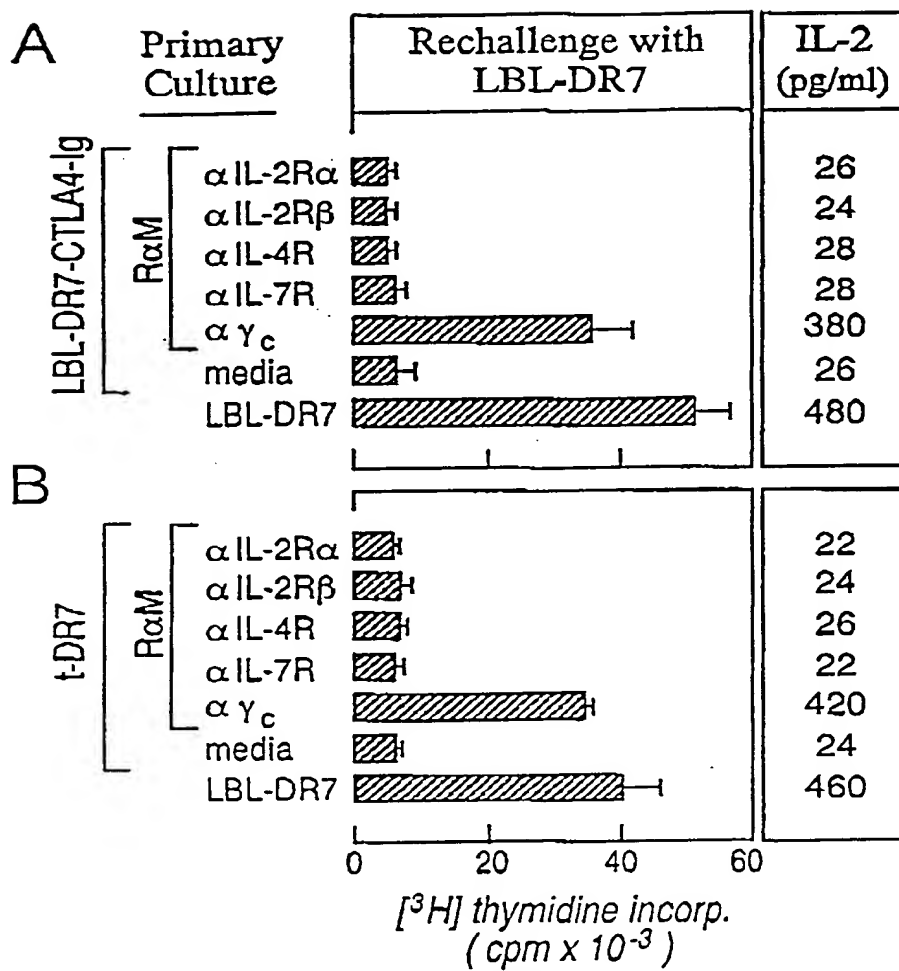 A
Primary
Culture
Rechallenge with
LBL-DR7
IL-2
(pg/ml)
LBL-DR7-CTLA4-Ig
RαM
α IL-2Rα 26
α IL-2Rβ 24
α IL-4R 28
α IL-7R 28
α γc 380
media 26
LBL-DR7 480
B
t-DR7
RαM
α IL-2Rα 22
α IL-2Rβ 24
α IL-4R 26
α IL-7R 22
α γc 420
media 24
LBL-DR7 460
0 20 40 60
[³H] thymidine incorp.
( cpm x 10⁻³ )